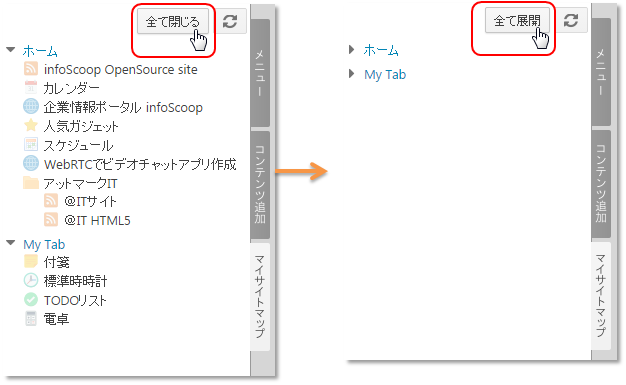 全て閉じる
ホーム
infoScoop OpenSource site
カレンダー
企業情報ポータル infoScoop
人気ガジェット
スケジュール
WebRTCでビデオチャットアプリ作成
アットマークIT
@ITサイト
@IT HTML5
My Tab
付箋
標準時時計
TODOリスト
電卓
メニュー
コンテンツ追加
マイサイトマップ
全て展開
ホーム
My Tab
メニュー
コンテンツ追加
マイサイトマップ